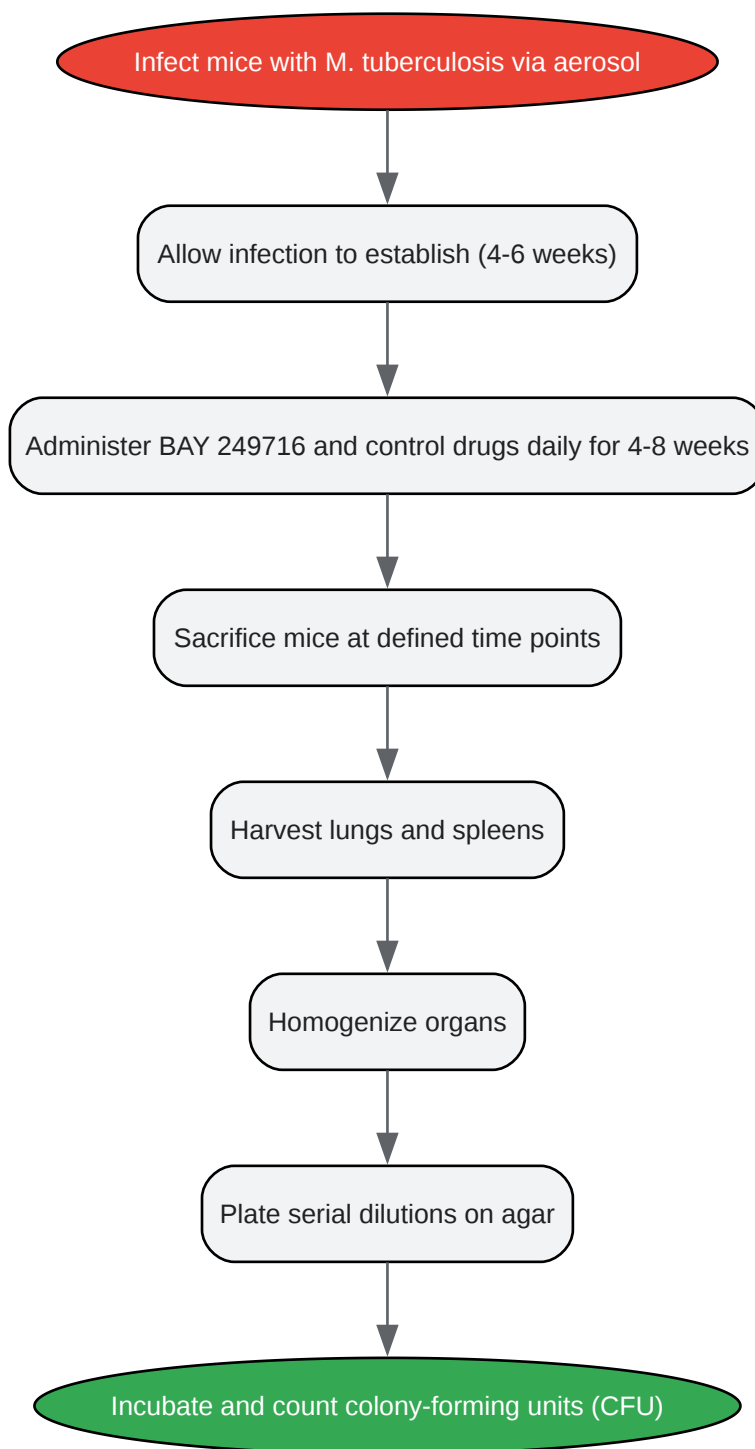 Infect mice with M. tuberculosis via aerosol
Allow infection to establish (4-6 weeks)
Administer BAY 249716 and control drugs daily for 4-8 weeks
Sacrifice mice at defined time points
Harvest lungs and spleens
Homogenize organs
Plate serial dilutions on agar
Incubate and count colony-forming units (CFU)